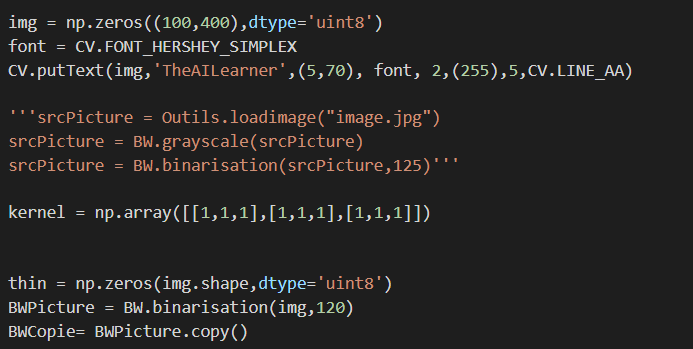 img = np.zeros((100,400),dtype='uint8')
font = CV.FONT_HERSHEY_SIMPLEX
CV.putText(img,'TheAILearner',(5,70), font, 2,(255),5,CV.LINE_AA)
'''srcPicture = Outils.loadimage("image.jpg")
srcPicture = BW.grayscale(srcPicture)
srcPicture = BW.binarisation(srcPicture,125)'''
kernel = np.array([[1,1,1],[1,1,1],[1,1,1]])
thin = np.zeros(img.shape,dtype='uint8')
BWPicture = BW.binarisation(img,120)
BWCopie= BWPicture.copy()